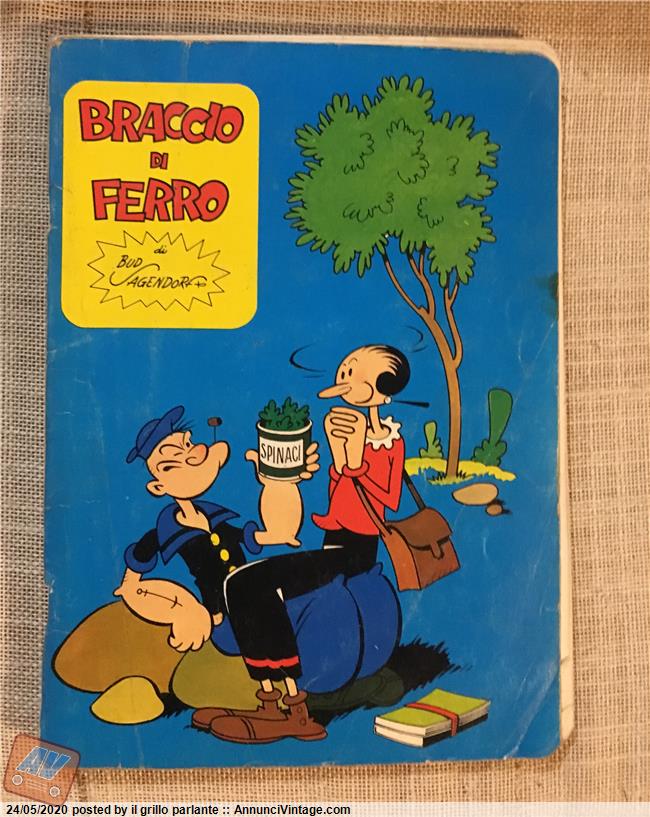 BRACCIO
DI
FERRO
di
BUD
SAGENDORF
SPINACI
AV
24/05/2020 posted by il grillo parlante :: AnnunciVintage.com